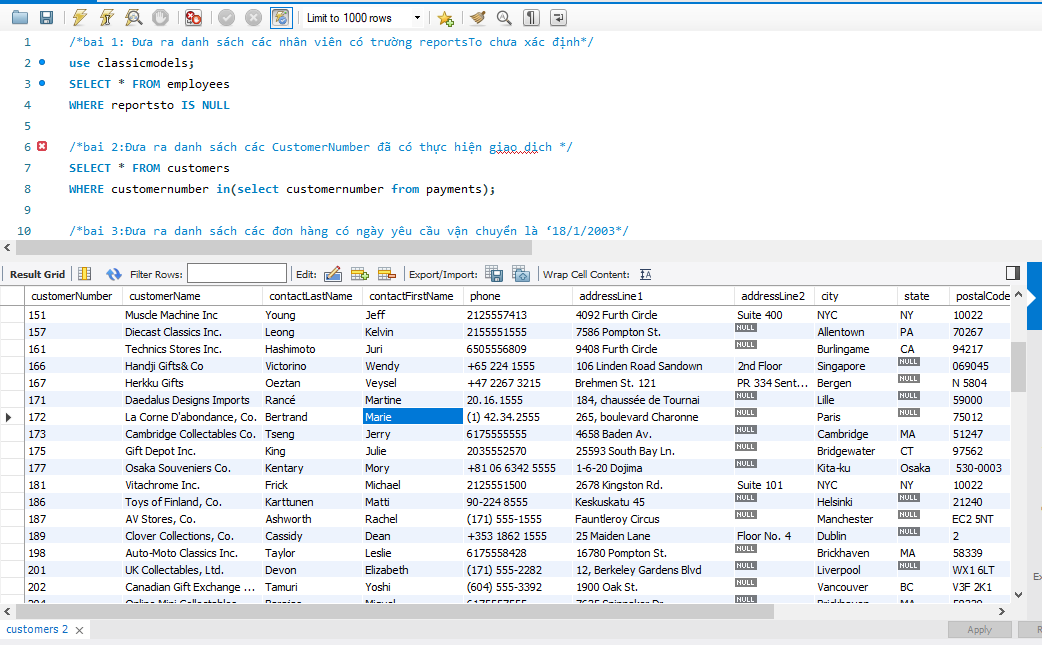 Limit to 1000 rows
1 /*bai 1: Đưa ra danh sách các nhân viên có trường reportsTo chưa xác định*/
2 use classicmodels;
3 SELECT * FROM employees
4 WHERE reportsto IS NULL
5
6 /*bai 2:Đưa ra danh sách các CustomerNumber đã có thực hiện giao dịch */
7 SELECT * FROM customers
8 WHERE customernumber in(select customernumber from payments);
9
10 /*bai 3:Đưa ra danh sách các đơn hàng có ngày yêu cầu vận chuyển là ‘18/1/2003*/
Result Grid Filter Rows: Edit: Export/Import: Wrap Cell Content: IA
customerNumber customerName contactLastName contactFirstName phone addressLine1 addressLine2 city state postalCode
151 Muscle Machine Inc Young Jeff 2125557413 4092 Furth Circle Suite 400 NYC NY 10022
157 Diecast Classics Inc. Leong Kelvin 2155551555 7586 Pompton St. NULL Allentown PA 70267
161 Technics Stores Inc. Hashimoto Juri 6505556809 9408 Furth Circle NULL Burlingame CA 94217
166 Handji Gifts& Co Victorino Wendy +65 224 1555 106 Linden Road Sandown 2nd Floor Singapore NULL 069045
167 Herkku Gifts Oeztan Veysel +47 2267 3215 Brehmen St. 121 PR 334 Sent... Bergen NULL N 5804
171 Daedalus Designs Imports Rancé Martine 20.16.1555 184, chaussée de Tournai NULL Lille NULL 59000
172 La Corne D'abondance, Co. Bertrand Marie (1) 42.34.2555 265, boulevard Charonne NULL Paris NULL 75012
173 Cambridge Collectables Co. Tseng Jerry 6175555555 4658 Baden Av. NULL Cambridge MA 51247
175 Gift Depot Inc. King Julie 2035552570 25593 South Bay Ln. NULL Bridgewater CT 97562
177 Osaka Souveniers Co. Kentary Mory +81 06 6342 5555 1-6-20 Dojima NULL Kita-ku Osaka 530-0003
181 Vitachrome Inc. Frick Michael 2125551500 2678 Kingston Rd. Suite 101 NYC NY 10022
186 Toys of Finland, Co. Karttunen Matti 90-224 8555 Keskuskatu 45 NULL Helsinki NULL 21240
187 AV Stores, Co. Ashworth Rachel (171) 555-1555 Fauntleroy Circus NULL Manchester NULL EC2 5NT
189 Clover Collections, Co. Cassidy Dean +353 1862 1555 25 Maiden Lane Floor No. 4 Dublin NULL 2
198 Auto-Moto Classics Inc. Taylor Leslie 6175558428 16780 Pompton St. NULL Brickhaven MA 58339
201 UK Collectables, Ltd. Devon Elizabeth (171) 555-2282 12, Berkeley Gardens Blvd NULL Liverpool NULL WX1 6LT
202 Canadian Gift Exchange ... Tamuri Yoshi (604) 555-3392 1900 Oak St. NULL Vancouver BC V3F 2K1
NULL
customers 2 Apply